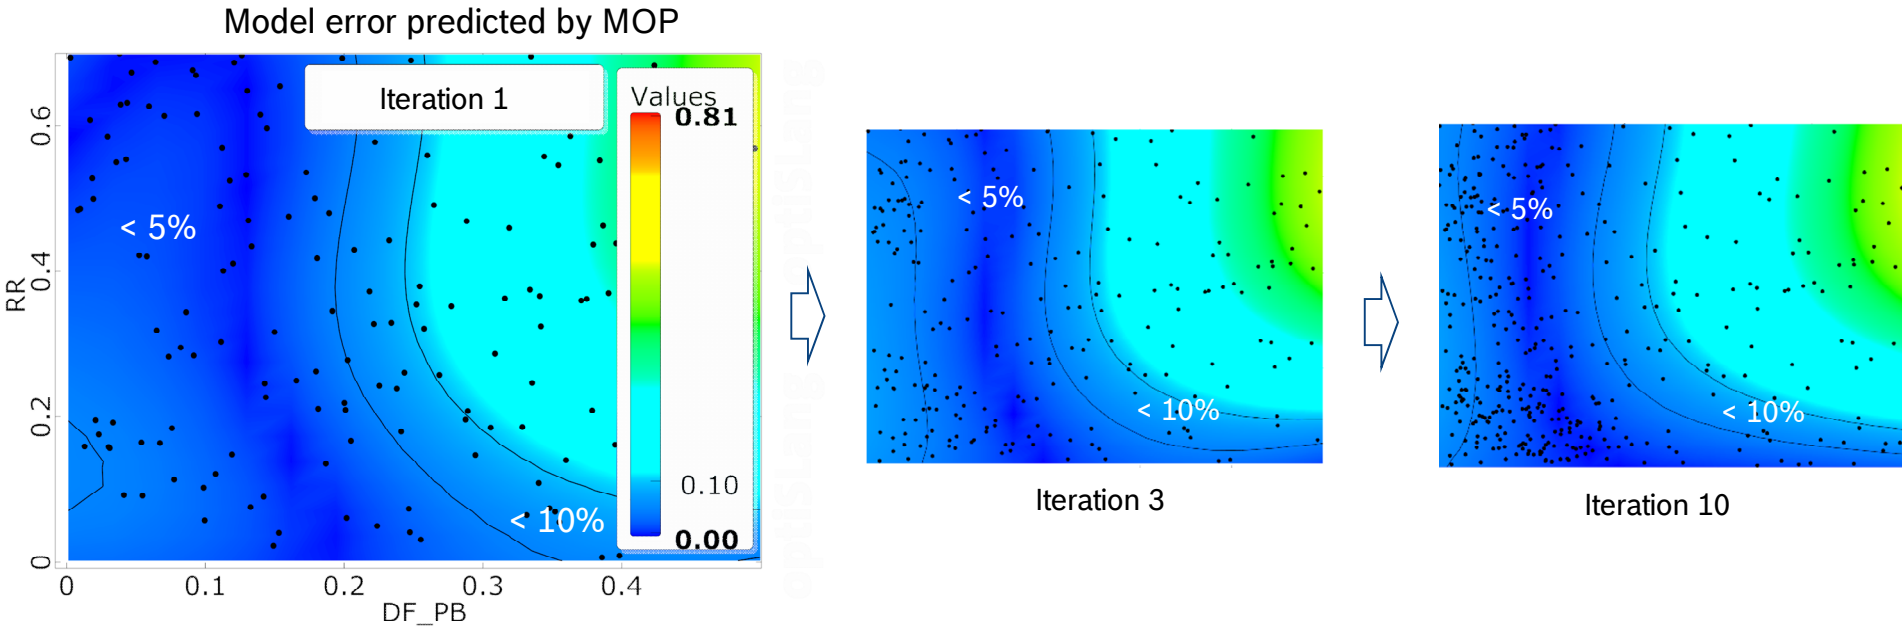 Model error predicted by MOP
Iteration 1
Values
0.81
0.10
0.00
< 5%
< 10%
RR
0.6
0.4
0.2
0
0 0.1 0.2 0.3 0.4
DF_PB
< 5%
< 10%
Iteration 3
< 5%
< 10%
Iteration 10